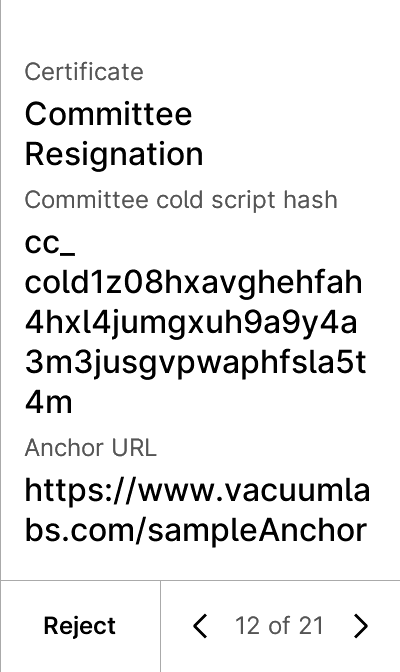 Certificate
Committee
Resignation
Committee cold script hash
cc_
cold1z08hxavghehfah
4hxl4jumgxuh9a9y4a
3m3jusgvpwaphfsla5t
4m
Anchor URL
https://www.vacuumla
bs.com/sampleAnchor
Reject
12 of 21